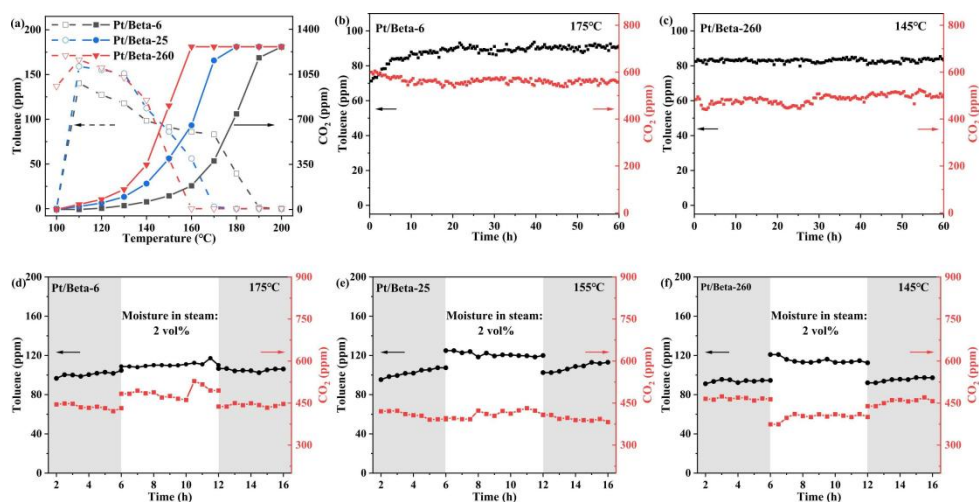 (a)
Pt/Beta-6
Pt/Beta-25
Pt/Beta-260
Toluene (ppm)
200
175
150
125
100
75
50
25
0
CO2 (ppm)
1260
1050
840
630
420
210
0
100 120 140 160 180 200
Temperature (℃)
(b) Pt/Beta-6 175℃
Toluene (ppm)
100
80
60
40
20
0
CO2 (ppm)
800
600
400
200
0
0 10 20 30 40 50 60
Time (h)
(c) Pt/Beta-260 145℃
Toluene (ppm)
100
80
60
40
20
0
CO2 (ppm)
800
600
400
200
0
0 10 20 30 40 50 60
Time (h)
(d) Pt/Beta-6 175℃
Moisture in steam:
2 vol%
Toluene (ppm)
200
160
120
80
40
0
CO2 (ppm)
900
750
600
450
300
2 4 6 8 10 12 14 16
Time (h)
(e) Pt/Beta-25 155℃
Moisture in steam:
2 vol%
Toluene (ppm)
200
160
120
80
40
0
CO2 (ppm)
900
750
600
450
300
2 4 6 8 10 12 14 16
Time (h)
(f) Pt/Beta-260 145℃
Moisture in steam:
2 vol%
Toluene (ppm)
200
160
120
80
40
0
CO2 (ppm)
900
750
600
450
300
2 4 6 8 10 12 14 16
Time (h)